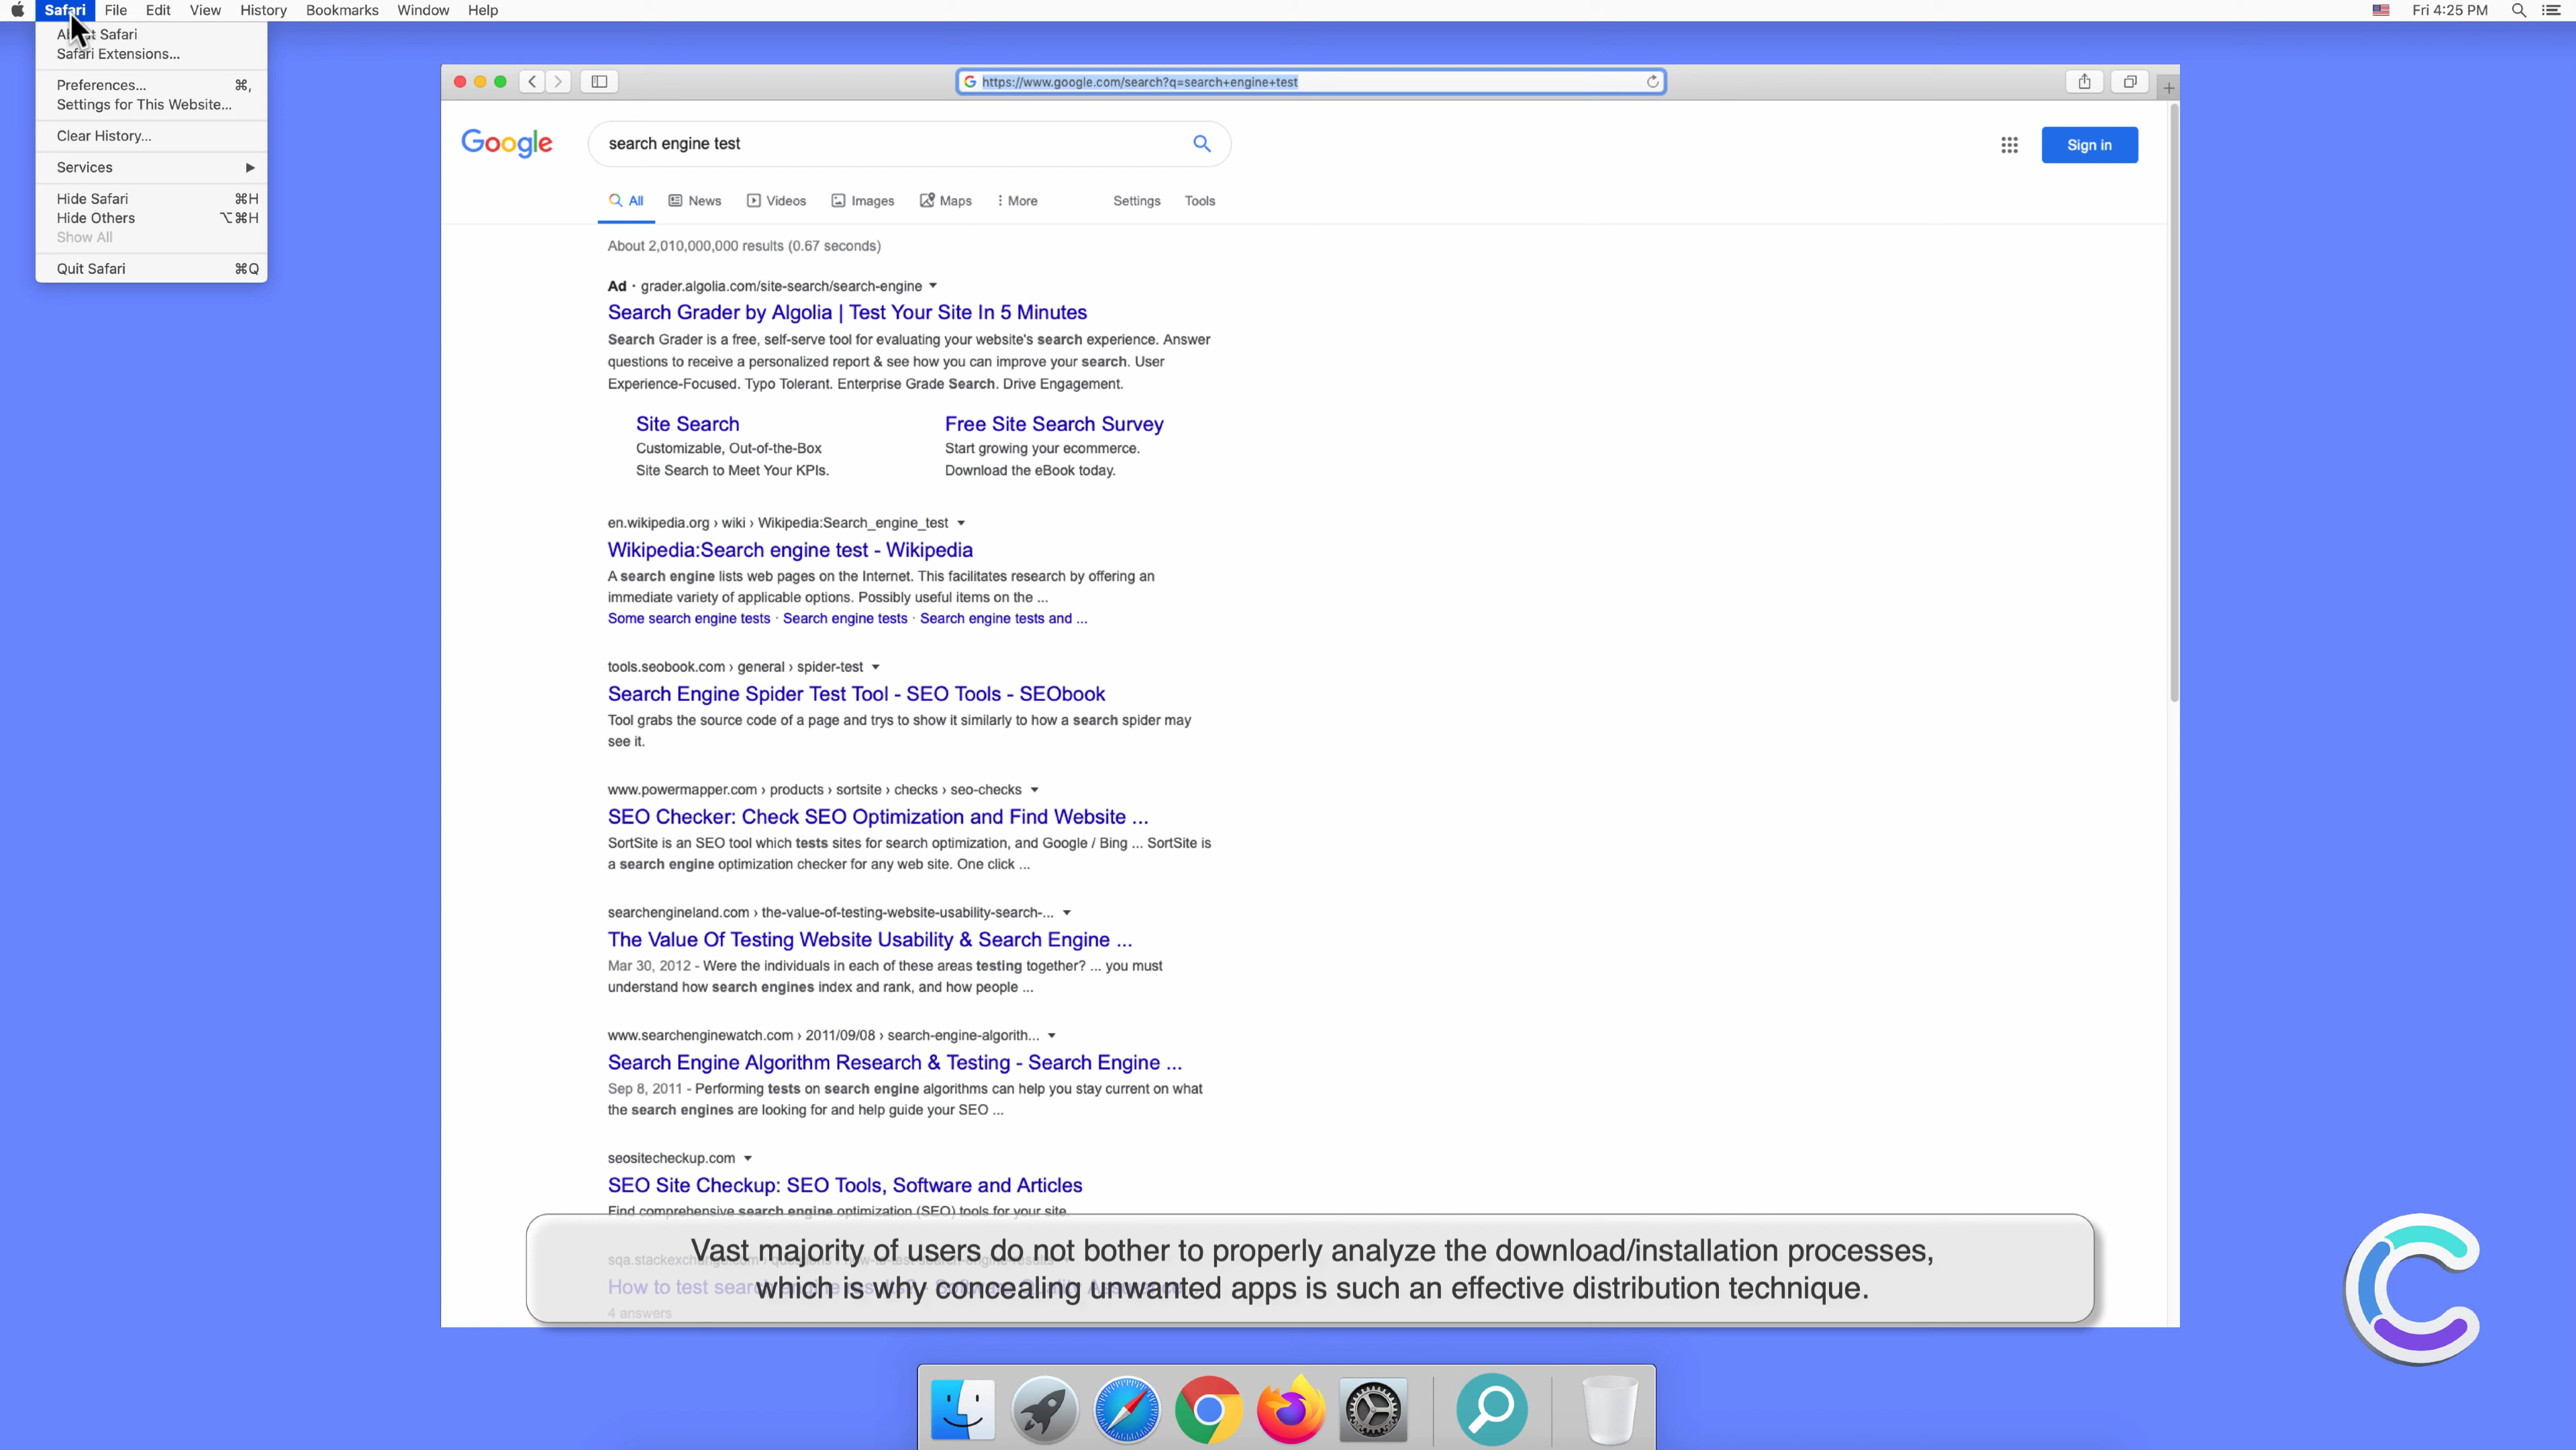 Safari File Edit View History Bookmarks Window Help
Fri 4:25 PM
Safari
Safari Extensions...
Preferences... ⌘,
Settings for This Website...
Clear History...
Services
Hide Safari ⌘H
Hide Others ⌥⌘H
Show All
Quit Safari ⌘Q
https://www.google.com/search?q=search+engine+test
Google
search engine test
Sign in
All News Videos Images Maps More Settings Tools
About 2,010,000,000 results (0.67 seconds)
Ad · grader.algolia.com/site-search/search-engine
Search Grader by Algolia | Test Your Site In 5 Minutes
Search Grader is a free, self-serve tool for evaluating your website's search experience. Answer
questions to receive a personalized report & see how you can improve your search. User
Experience-Focused. Typo Tolerant. Enterprise Grade Search. Drive Engagement.
Site Search
Customizable, Out-of-the-Box
Site Search to Meet Your KPIs.
Free Site Search Survey
Start growing your ecommerce.
Download the eBook today.
en.wikipedia.org › wiki › Wikipedia:Search_engine_test
Wikipedia:Search engine test - Wikipedia
A search engine lists web pages on the Internet. This facilitates research by offering an
immediate variety of applicable options. Possibly useful items on the ...
Some search engine tests · Search engine tests · Search engine tests and ...
tools.seobook.com › general › spider-test
Search Engine Spider Test Tool - SEO Tools - SEObook
Tool grabs the source code of a page and trys to show it similarly to how a search spider may
see it.
www.powermapper.com › products › sortsite › checks › seo-checks
SEO Checker: Check SEO Optimization and Find Website ...
SortSite is an SEO tool which tests sites for search optimization, and Google / Bing ... SortSite is
a search engine optimization checker for any web site. One click ...
searchengineland.com › the-value-of-testing-website-usability-search-...
The Value Of Testing Website Usability & Search Engine ...
Mar 30, 2012 - Were the individuals in each of these areas testing together? ... you must
understand how search engines index and rank, and how people ...
www.searchenginewatch.com › 2011/09/08 › search-engine-algorith...
Search Engine Algorithm Research & Testing - Search Engine ...
Sep 8, 2011 - Performing tests on search engine algorithms can help you stay current on what
the search engines are looking for and help guide your SEO ...
seositecheckup.com
SEO Site Checkup: SEO Tools, Software and Articles
Find comprehensive search engine optimization (SEO) tools for your site.
Vast majority of users do not bother to properly analyze the download/installation processes,
which is why concealing unwanted apps is such an effective distribution technique.
How to test
4 answers